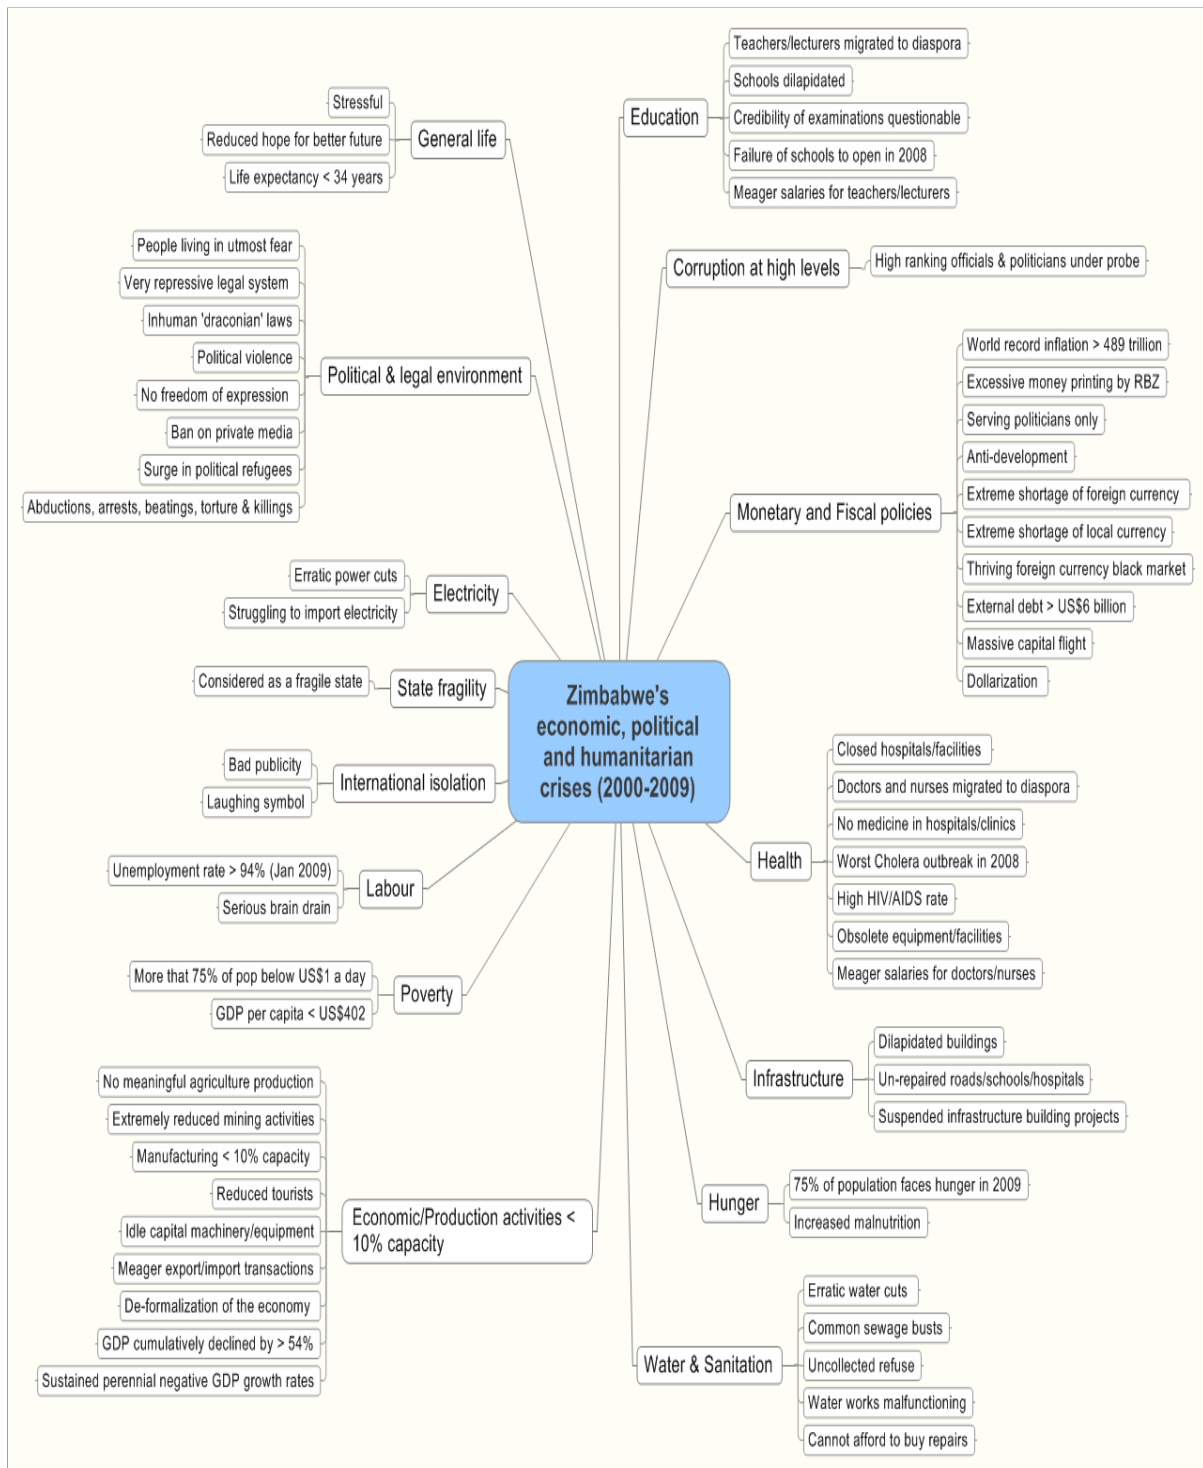 Zimbabwe's
economic, political
and humanitarian
crises (2000-2009)
Education
Teachers/lecturers migrated to diaspora
Schools dilapidated
Credibility of examinations questionable
Failure of schools to open in 2008
Meager salaries for teachers/lecturers
Corruption at high levels
High ranking officials & politicians under probe
Monetary and Fiscal policies
World record inflation > 489 trillion
Excessive money printing by RBZ
Serving politicians only
Anti-development
Extreme shortage of foreign currency
Extreme shortage of local currency
Thriving foreign currency black market
External debt > US$6 billion
Massive capital flight
Dollarization
Health
Closed hospitals/facilities
Doctors and nurses migrated to diaspora
No medicine in hospitals/clinics
Worst Cholera outbreak in 2008
High HIV/AIDS rate
Obsolete equipment/facilities
Meager salaries for doctors/nurses
Infrastructure
Dilapidated buildings
Un-repaired roads/schools/hospitals
Suspended infrastructure building projects
Hunger
75% of population faces hunger in 2009
Increased malnutrition
Water & Sanitation
Erratic water cuts
Common sewage busts
Uncollected refuse
Water works malfunctioning
Cannot afford to buy repairs
General life
Stressful
Reduced hope for better future
Life expectancy < 34 years
Political & legal environment
People living in utmost fear
Very repressive legal system
Inhuman 'draconian' laws
Political violence
No freedom of expression
Ban on private media
Surge in political refugees
Abductions, arrests, beatings, torture & killings
Electricity
Erratic power cuts
Struggling to import electricity
State fragility
Considered as a fragile state
International isolation
Bad publicity
Laughing symbol
Labour
Unemployment rate > 94% (Jan 2009)
Serious brain drain
Poverty
More that 75% of pop below US$1 a day
GDP per capita < US$402
Economic/Production activities <
10% capacity
No meaningful agriculture production
Extremely reduced mining activities
Manufacturing < 10% capacity
Reduced tourists
Idle capital machinery/equipment
Meager export/import transactions
De-formalization of the economy
GDP cumulatively declined by > 54%
Sustained perennial negative GDP growth rates